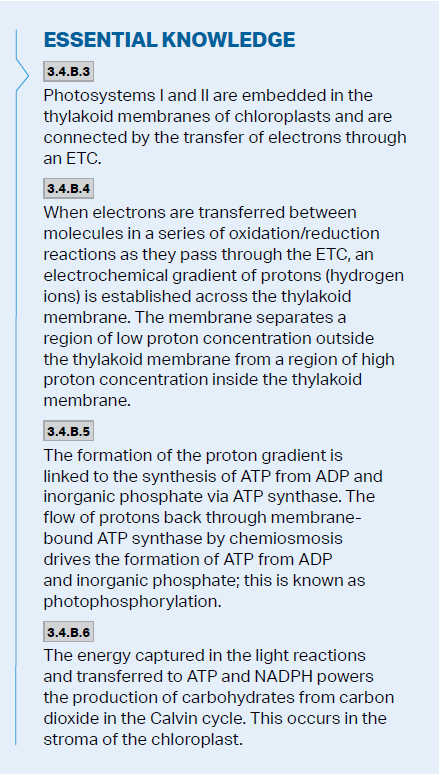 ESSENTIAL KNOWLEDGE
3.4.B.3
Photosystems I and II are embedded in the
thylakoid membranes of chloroplasts and are
connected by the transfer of electrons through
an ETC.
3.4.B.4
When electrons are transferred between
molecules in a series of oxidation/reduction
reactions as they pass through the ETC, an
electrochemical gradient of protons (hydrogen
ions) is established across the thylakoid
membrane. The membrane separates a
region of low proton concentration outside
the thylakoid membrane from a region of high
proton concentration inside the thylakoid
membrane.
3.4.B.5
The formation of the proton gradient is
linked to the synthesis of ATP from ADP and
inorganic phosphate via ATP synthase. The
flow of protons back through membrane-
bound ATP synthase by chemiosmosis
drives the formation of ATP from ADP
and inorganic phosphate; this is known as
photophosphorylation.
3.4.B.6
The energy captured in the light reactions
and transferred to ATP and NADPH powers
the production of carbohydrates from carbon
dioxide in the Calvin cycle. This occurs in the
stroma of the chloroplast.